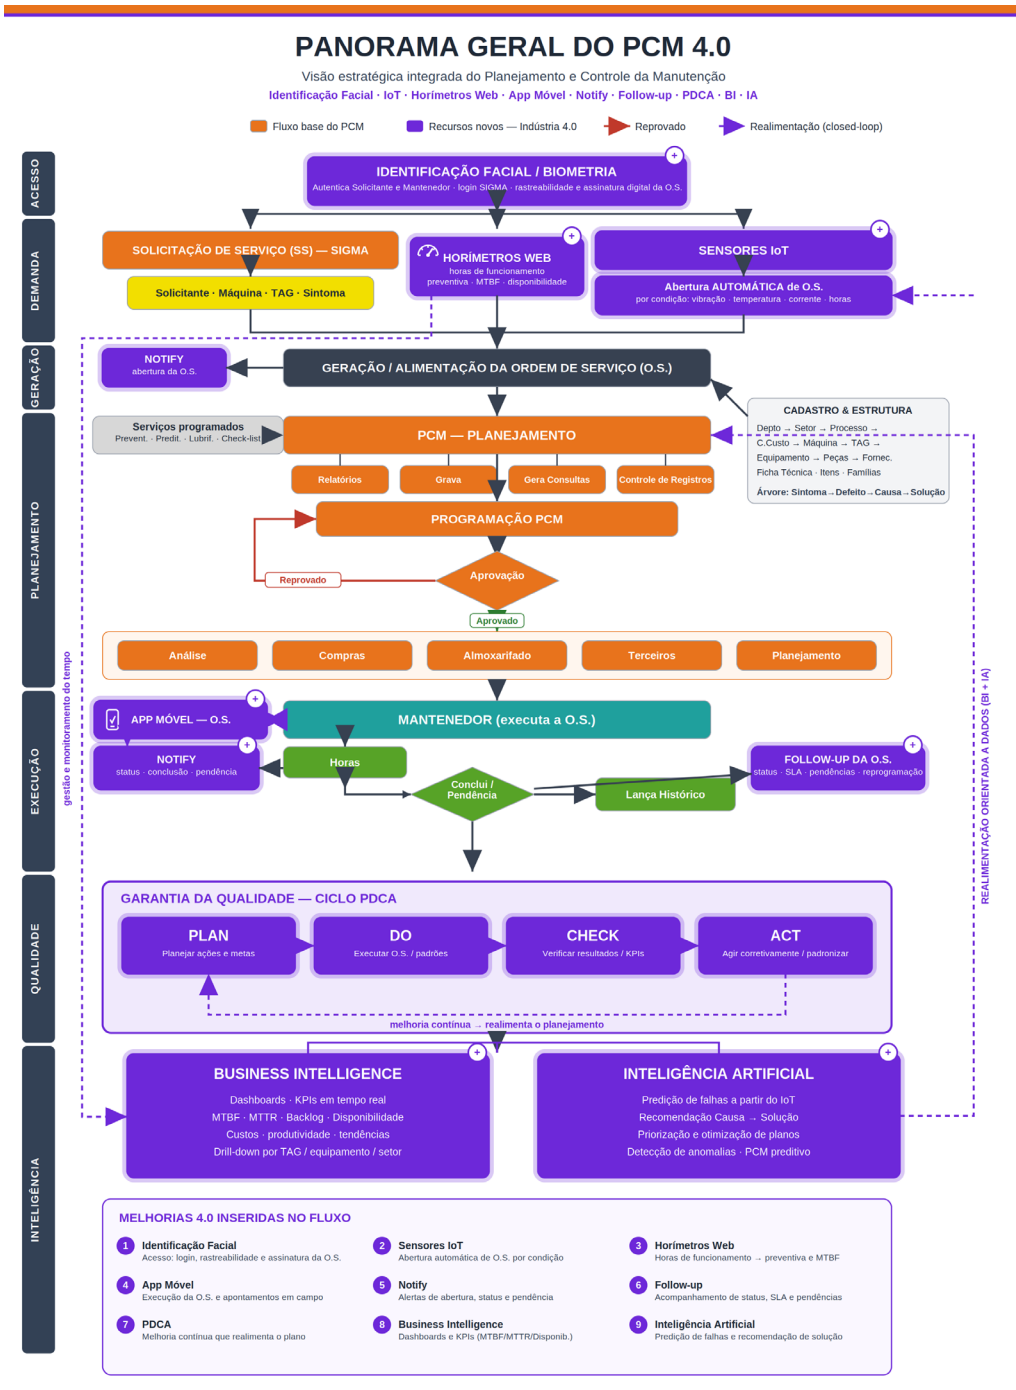 PANORAMA GERAL DO PCM 4.0
Visão estratégica integrada do Planejamento e Controle da Manutenção
Identificação Facial · IoT · Horímetros Web · App Móvel · Notify · Follow-up · PDCA · BI · IA
Fluxo base do PCM
Recursos novos — Indústria 4.0
Reprovado
Realimentação (closed-loop)
ACESSO
IDENTIFICAÇÃO FACIAL / BIOMETRIA
+
Autentica Solicitante e Mantenedor · login SIGMA · rastreabilidade e assinatura digital da O.S.
DEMANDA
SOLICITAÇÃO DE SERVIÇO (SS) — SIGMA
Solicitante · Máquina · TAG · Sintoma
+
HORÍMETROS WEB
horas de funcionamento
preventiva · MTBF · disponibilidade
+
SENSORES IoT
Abertura AUTOMÁTICA de O.S.
por condição: vibração · temperatura · corrente · horas
GERAÇÃO
NOTIFY
abertura da O.S.
GERAÇÃO / ALIMENTAÇÃO DA ORDEM DE SERVIÇO (O.S.)
CADASTRO & ESTRUTURA
Depto → Setor → Processo →
C.Custo → Máquina → TAG →
Equipamento → Peças → Fornec.
Ficha Técnica · Itens · Famílias
Árvore: Sintoma→Defeito→Causa→Solução
PLANEJAMENTO
Serviços programados
Prevent. · Predit. · Lubrif. · Check-list
PCM — PLANEJAMENTO
Relatórios
Grava
Gera Consultas
Controle de Registros
PROGRAMAÇÃO PCM
Aprovação
Reprovado
Aprovado
Análise
Compras
Almoxarifado
Terceiros
Planejamento
gestão e monitoramento do tempo
REALIMENTAÇÃO ORIENTADA A DADOS (BI + IA)
EXECUÇÃO
+
APP MÓVEL — O.S.
MANTENEDOR (executa a O.S.)
+
NOTIFY
status · conclusão · pendência
Horas
Conclui /
Pendência
Lança Histórico
+
FOLLOW-UP DA O.S.
status · SLA · pendências · reprogramação
QUALIDADE
GARANTIA DA QUALIDADE — CICLO PDCA
PLAN
Planejar ações e metas
DO
Executar O.S. / padrões
CHECK
Verificar resultados / KPIs
ACT
Agir corretivamente / padronizar
melhoria contínua → realimenta o planejamento
INTELIGÊNCIA
+
BUSINESS INTELLIGENCE
Dashboards · KPIs em tempo real
MTBF · MTTR · Backlog · Disponibilidade
Custos · produtividade · tendências
Drill-down por TAG / equipamento / setor
+
INTELIGÊNCIA ARTIFICIAL
Predição de falhas a partir do IoT
Recomendação Causa → Solução
Priorização e otimização de planos
Detecção de anomalias · PCM preditivo
MELHORIAS 4.0 INSERIDAS NO FLUXO
1 Identificação Facial
Acesso: login, rastreabilidade e assinatura da O.S.
2 Sensores IoT
Abertura automática de O.S. por condição
3 Horímetros Web
Horas de funcionamento → preventiva e MTBF
4 App Móvel
Execução da O.S. e apontamentos em campo
5 Notify
Alertas de abertura, status e pendência
6 Follow-up
Acompanhamento de status, SLA e pendências
7 PDCA
Melhoria contínua que realimenta o plano
8 Business Intelligence
Dashboards e KPIs (MTBF/MTTR/Disponib.)
9 Inteligência Artificial
Predição de falhas e recomendação de solução